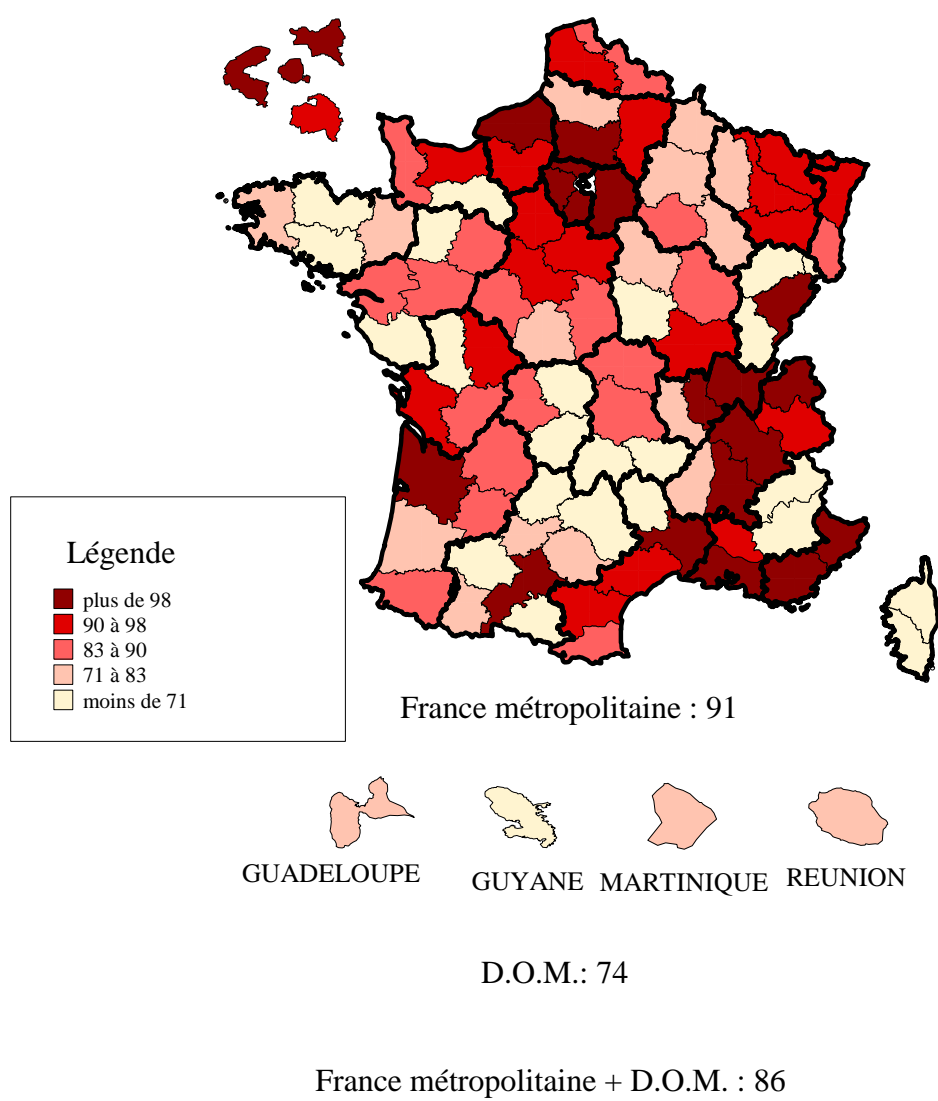 Légende
plus de 98
90 à 98
83 à 90
71 à 83
moins de 71
France métropolitaine : 91
GUADELOUPE
GUYANE
MARTINIQUE
REUNION
D.O.M.: 74
France métropolitaine + D.O.M. : 86